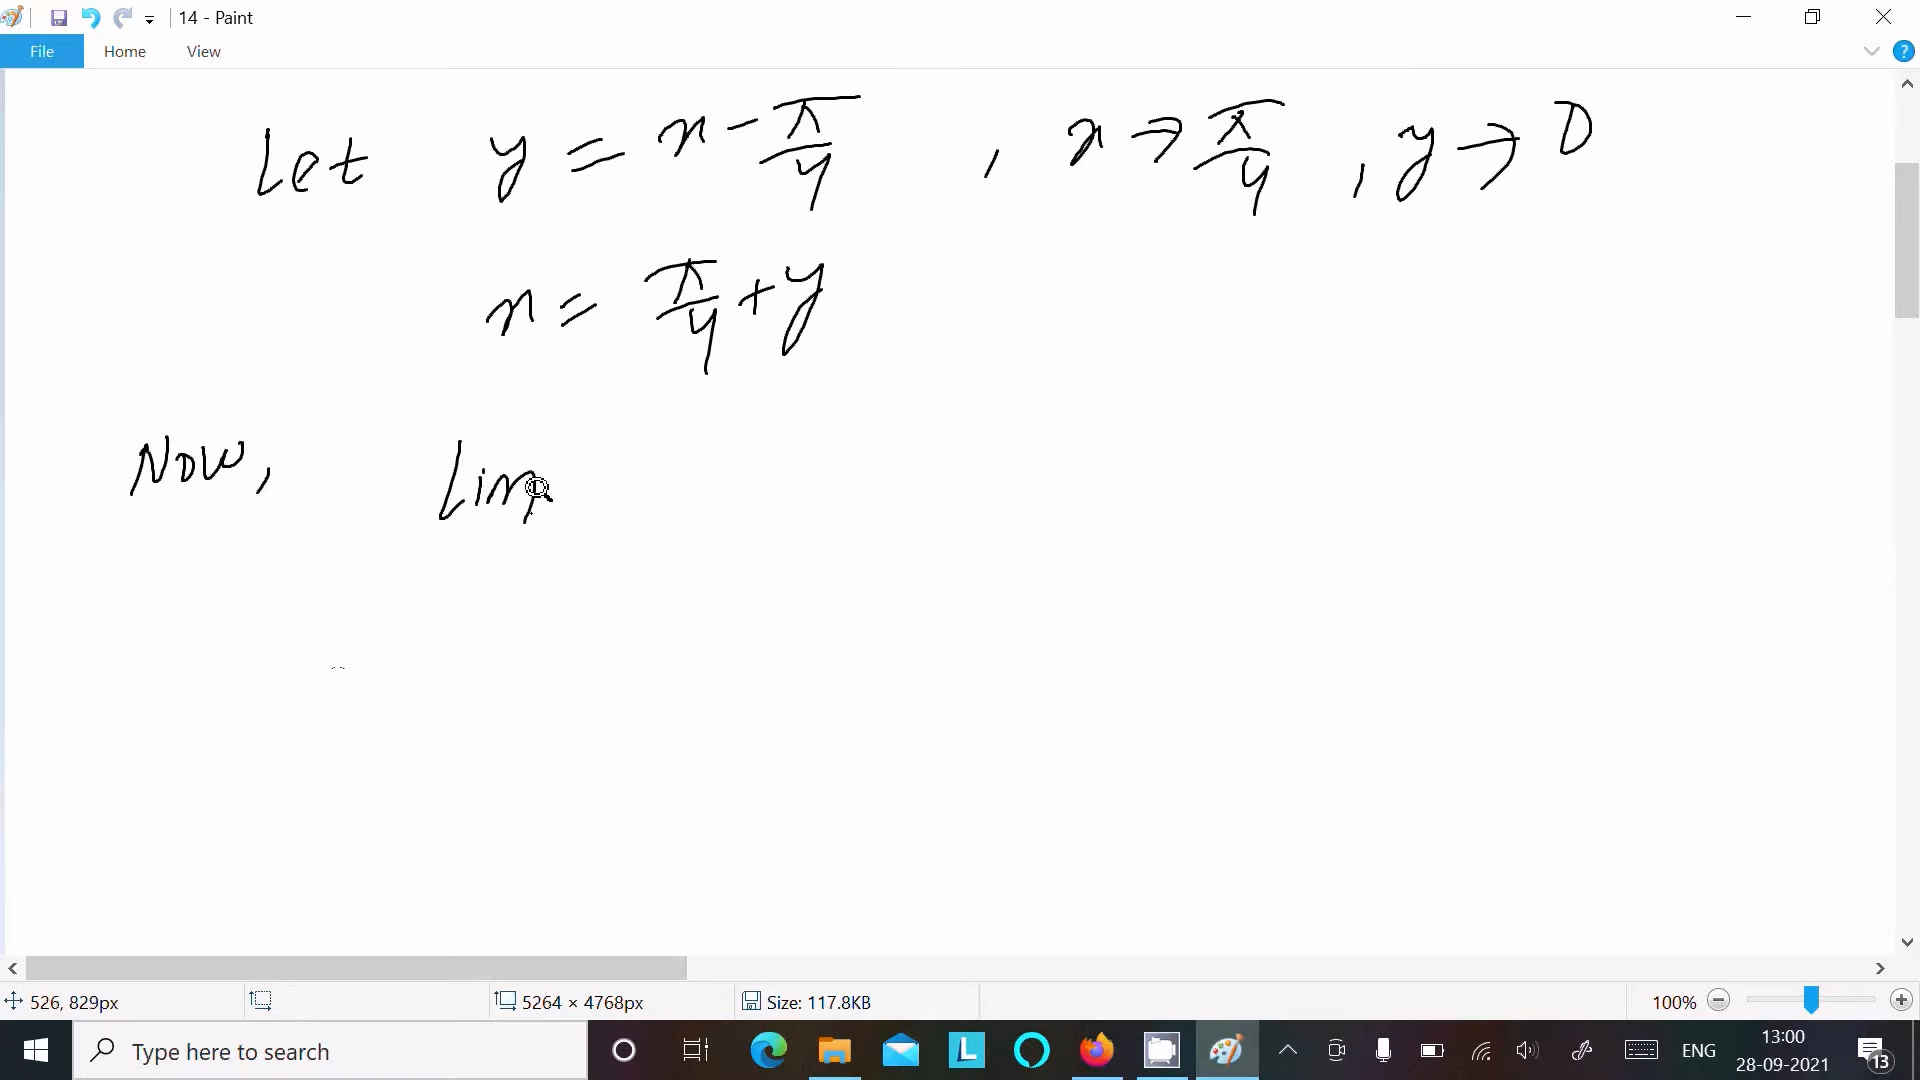 14 - Paint
File Home View
Let y = x - π/4 , x → π/4 , y → 0
x = π/4 + y
Now, Lim
526, 829px 5264 × 4768px Size: 117.8KB 100%
Type here to search L ENG 13:00
28-09-2021 13